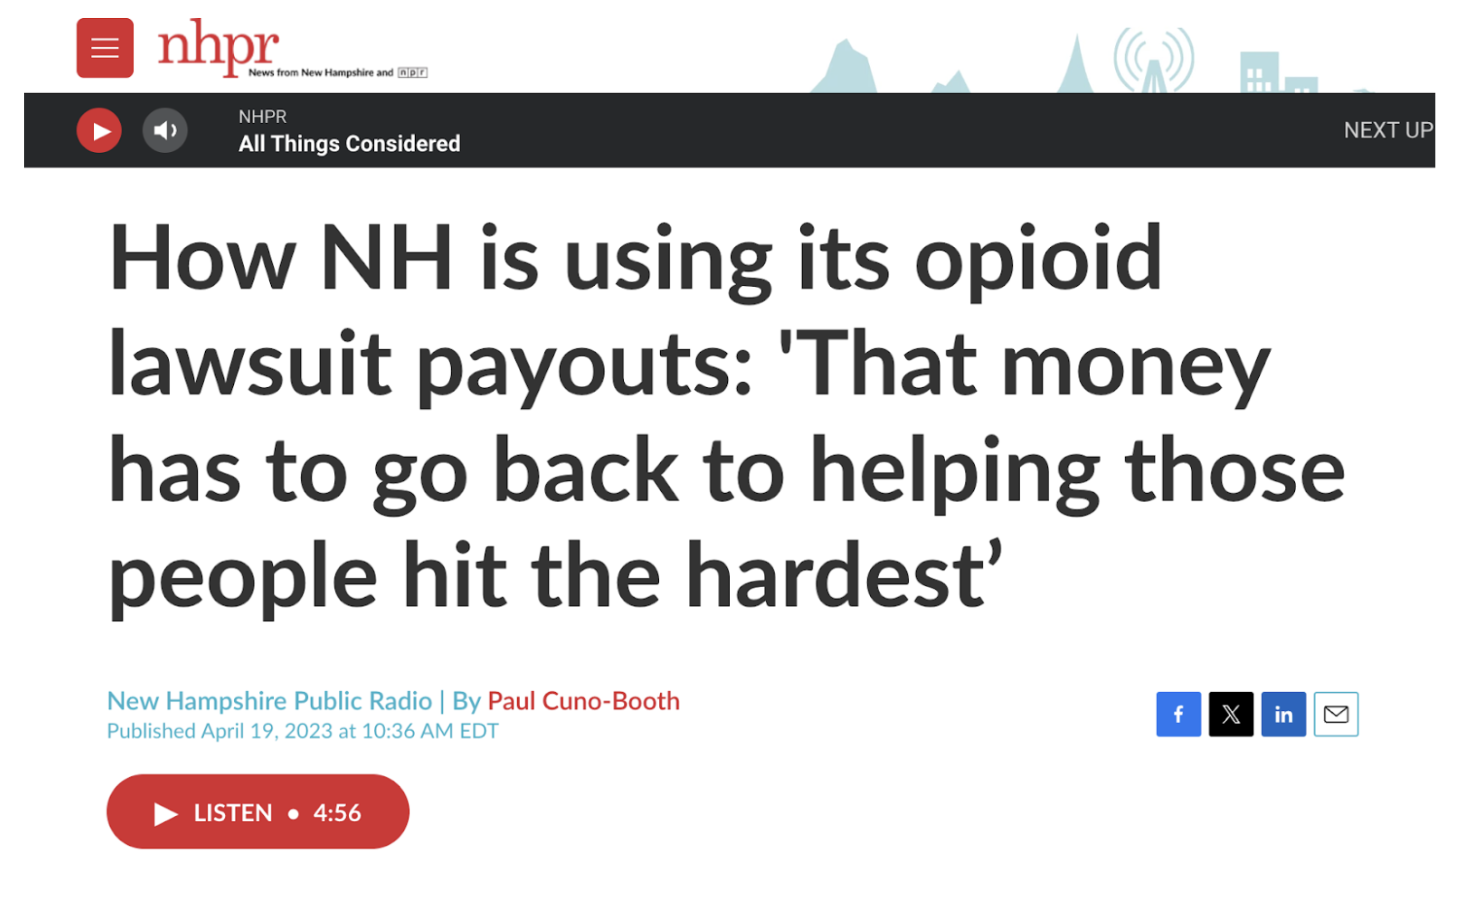 nhpr
News from New Hampshire and npr
NHPR
All Things Considered
NEXT UP
How NH is using its opioid
lawsuit payouts: 'That money
has to go back to helping those
people hit the hardest’
New Hampshire Public Radio | By Paul Cuno-Booth
Published April 19, 2023 at 10:36 AM EDT
f X in
LISTEN • 4:56